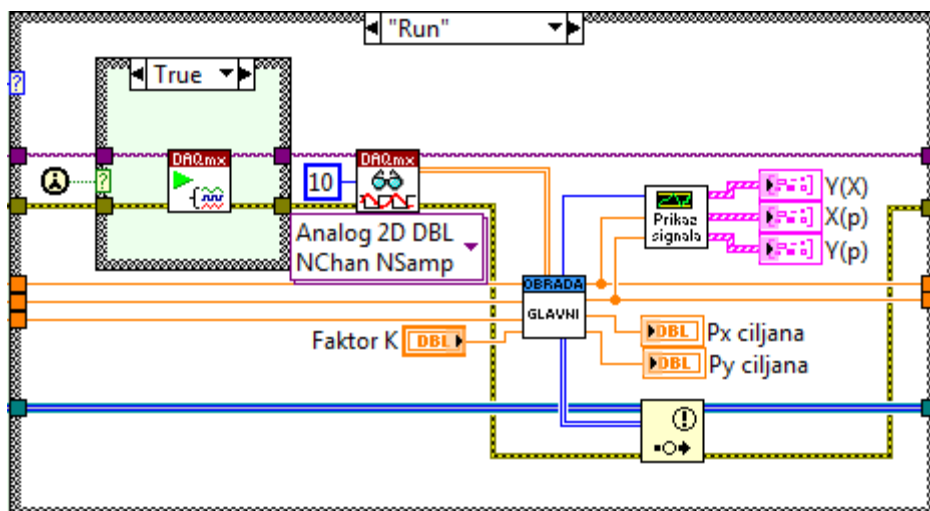 "Run"
True
?
?
DAQmx
10
DAQmx
Analog 2D DBL
NChan NSamp
Prikaz
signala
Y(X)
X(p)
Y(p)
OBRADA
GLAVNI
Faktor K
DBL
DBL
Px ciljana
DBL
Py ciljana